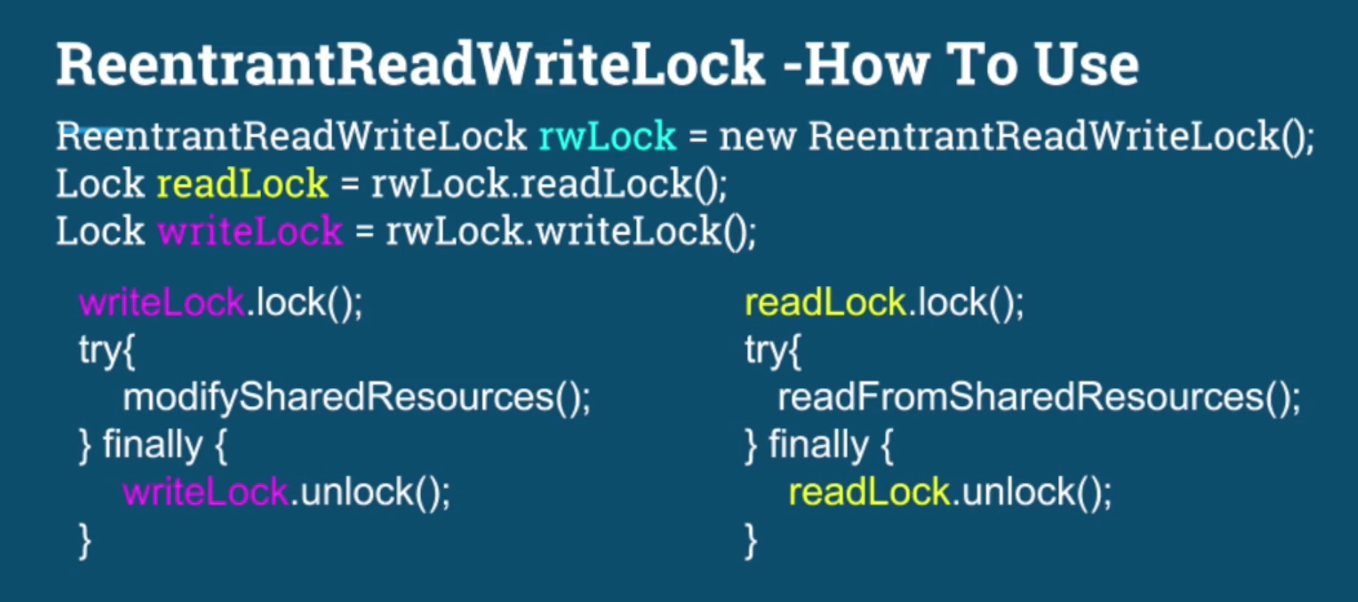 ReentrantReadWriteLock -How To Use
ReentrantReadWriteLock rwLock = new ReentrantReadWriteLock();
Lock readLock = rwLock.readLock();
Lock writeLock = rwLock.writeLock();
writeLock.lock();
try{
modifySharedResources();
} finally {
writeLock.unlock();
}
readLock.lock();
try{
readFromSharedResources();
} finally {
readLock.unlock();
}